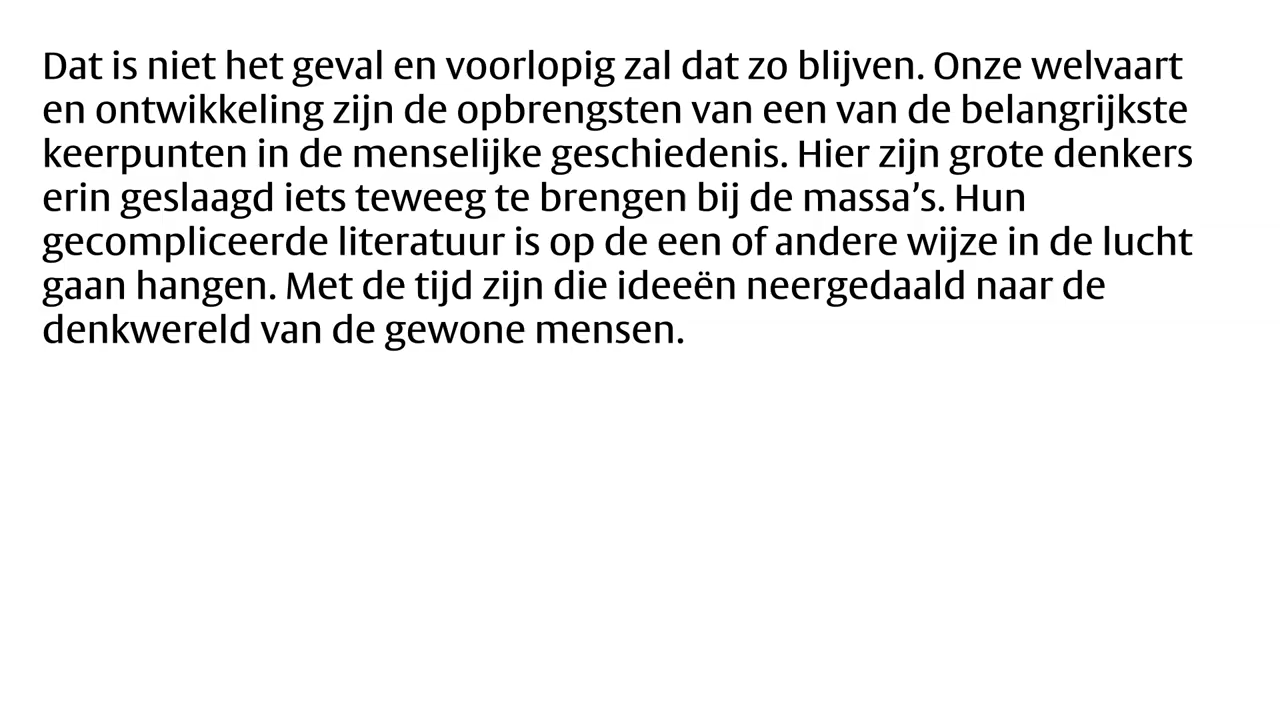 Dat is niet het geval en voorlopig zal dat zo blijven. Onze welvaart
en ontwikkeling zijn de opbrengsten van een van de belangrijkste
keerpunten in de menselijke geschiedenis. Hier zijn grote denkers
erin geslaagd iets teweeg te brengen bij de massa’s. Hun
gecompliceerde literatuur is op de een of andere wijze in de lucht
gaan hangen. Met de tijd zijn die ideeën neergedaald naar de
denkwereld van de gewone mensen.